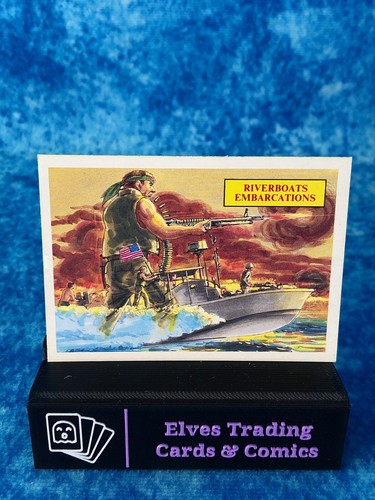 RIVERBOATS
EMBARCATIONS
Elves Trading
Cards & Comics